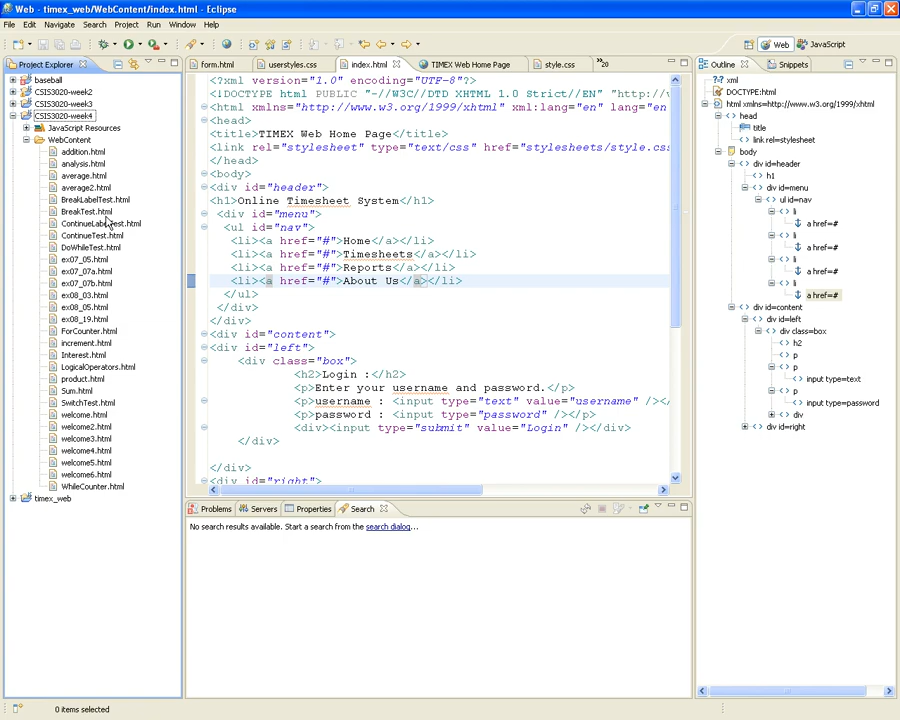 Web - timex_web/WebContent/index.html - Eclipse
File Edit Navigate Search Project Run Window Help
Web JavaScript
Project Explorer
baseball
CSIS3020-week2
CSIS3020-week3
CSIS3020-week4
JavaScript Resources
WebContent
addition.html
analysis.html
average.html
average2.html
BreakLabelTest.html
BreakTest.html
ContinueLabelTest.html
ContinueTest.html
DoWhileTest.html
ex07_05.html
ex07_07a.html
ex07_07b.html
ex08_03.html
ex08_05.html
ex08_19.html
ForCounter.html
increment.html
Interest.html
LogicalOperators.html
product.html
Sum.html
SwitchTest.html
welcome.html
welcome2.html
welcome3.html
welcome4.html
welcome5.html
welcome6.html
WhileCounter.html
timex_web
form.html userstyles.css index.html TIMEX Web Home Page style.css »20
<?xml version="1.0" encoding="UTF-8"?>
<!DOCTYPE html PUBLIC "-//W3C//DTD XHTML 1.0 Strict//EN" "http://w
<html xmlns="http://www.w3.org/1999/xhtml" xml:lang="en" lang="en
<head>
<title>TIMEX Web Home Page</title>
<link rel="stylesheet" type="text/css" href="stylesheets/style.css
</head>
<body>
<div id="header">
<h1>Online Timesheet System</h1>
<div id="menu">
<ul id="nav">
<li><a href="#">Home</a></li>
<li><a href="#">Timesheets</a></li>
<li><a href="#">Reports</a></li>
<li><a href="#">About Us</a></li>
</ul>
</div>
</div>
<div id="content">
<div id="left">
<div class="box">
<h2>Login :</h2>
<p>Enter your username and password.</p>
<p>username : <input type="text" value="username" /><
<p>password : <input type="password" /></p>
<div><input type="submit" value="Login" /></div>
</div>
</div>
<div id="right">
Problems Servers Properties Search
No search results available. Start a search from the search dialog...
Outline Snippets
xml
DOCTYPE:html
html xmlns=http://www.w3.org/1999/xhtml
head
title
link rel=stylesheet
body
div id=header
h1
div id=menu
ul id=nav
li
a href=#
li
a href=#
li
a href=#
li
a href=#
div id=content
div id=left
div class=box
h2
p
p
input type=text
p
input type=password
div
div id=right
0 items selected